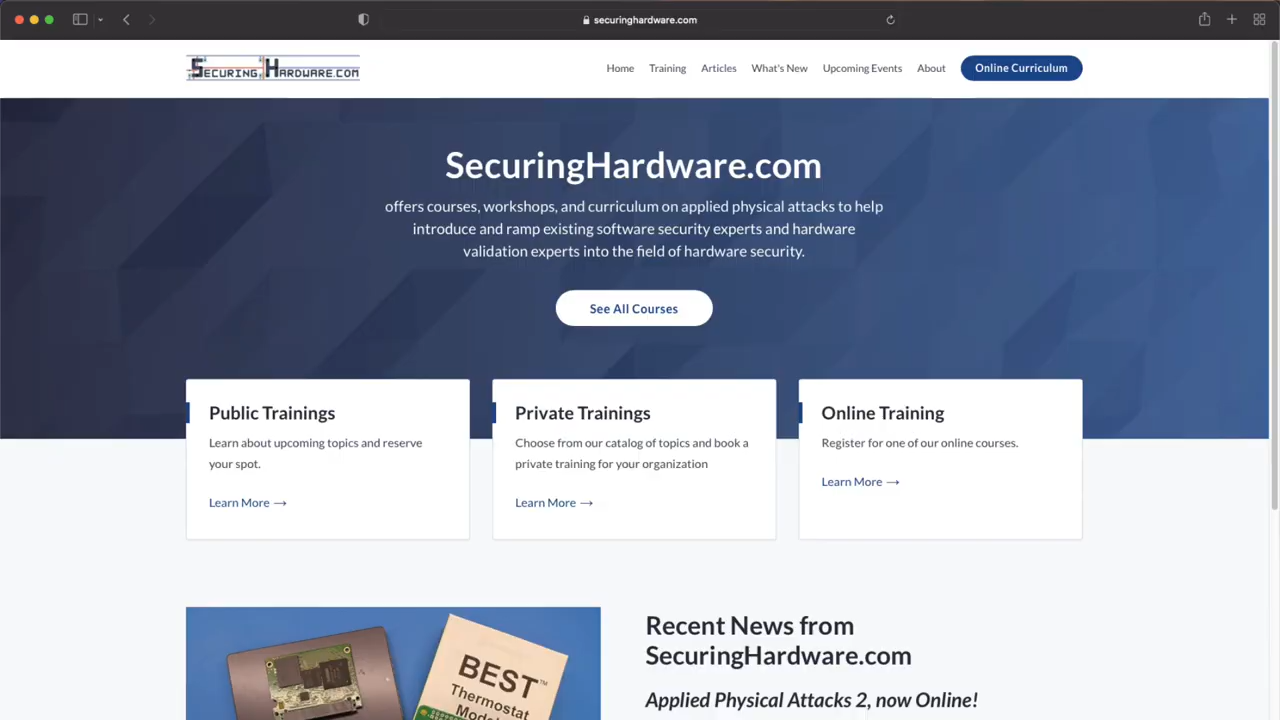 securinghardware.com
SECURINGHARDWARE.COM
Home Training Articles What's New Upcoming Events About Online Curriculum
SecuringHardware.com
offers courses, workshops, and curriculum on applied physical attacks to help
introduce and ramp existing software security experts and hardware
validation experts into the field of hardware security.
See All Courses
Public Trainings
Learn about upcoming topics and reserve
your spot.
Learn More →
Private Trainings
Choose from our catalog of topics and book a
private training for your organization
Learn More →
Online Training
Register for one of our online courses.
Learn More →
BEST™
Thermostat
Recent News from
SecuringHardware.com
Applied Physical Attacks 2, now Online!